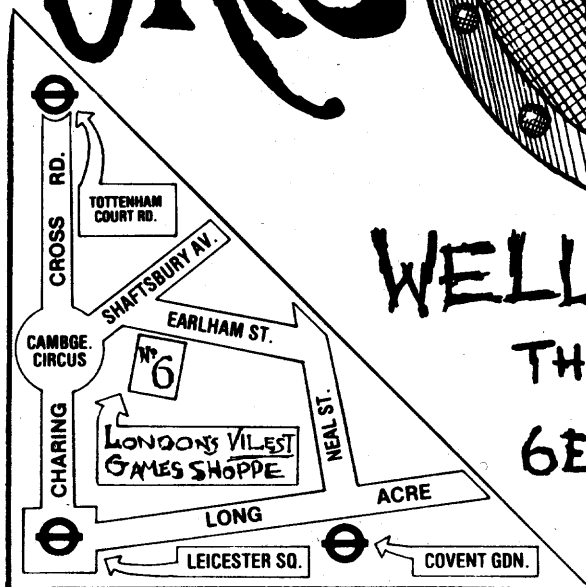 TOTTENHAM
COURT RD.
CHARING CROSS RD.
SHAFTSBURY AV.
WELL
EARLHAM ST.
CAMBGE.
CIRCUS
TH
Nº 6
NEAL ST.
LONDON'S VILEST
GAMES SHOPPE
6E
LONG ACRE
LEICESTER SQ.
COVENT GDN.